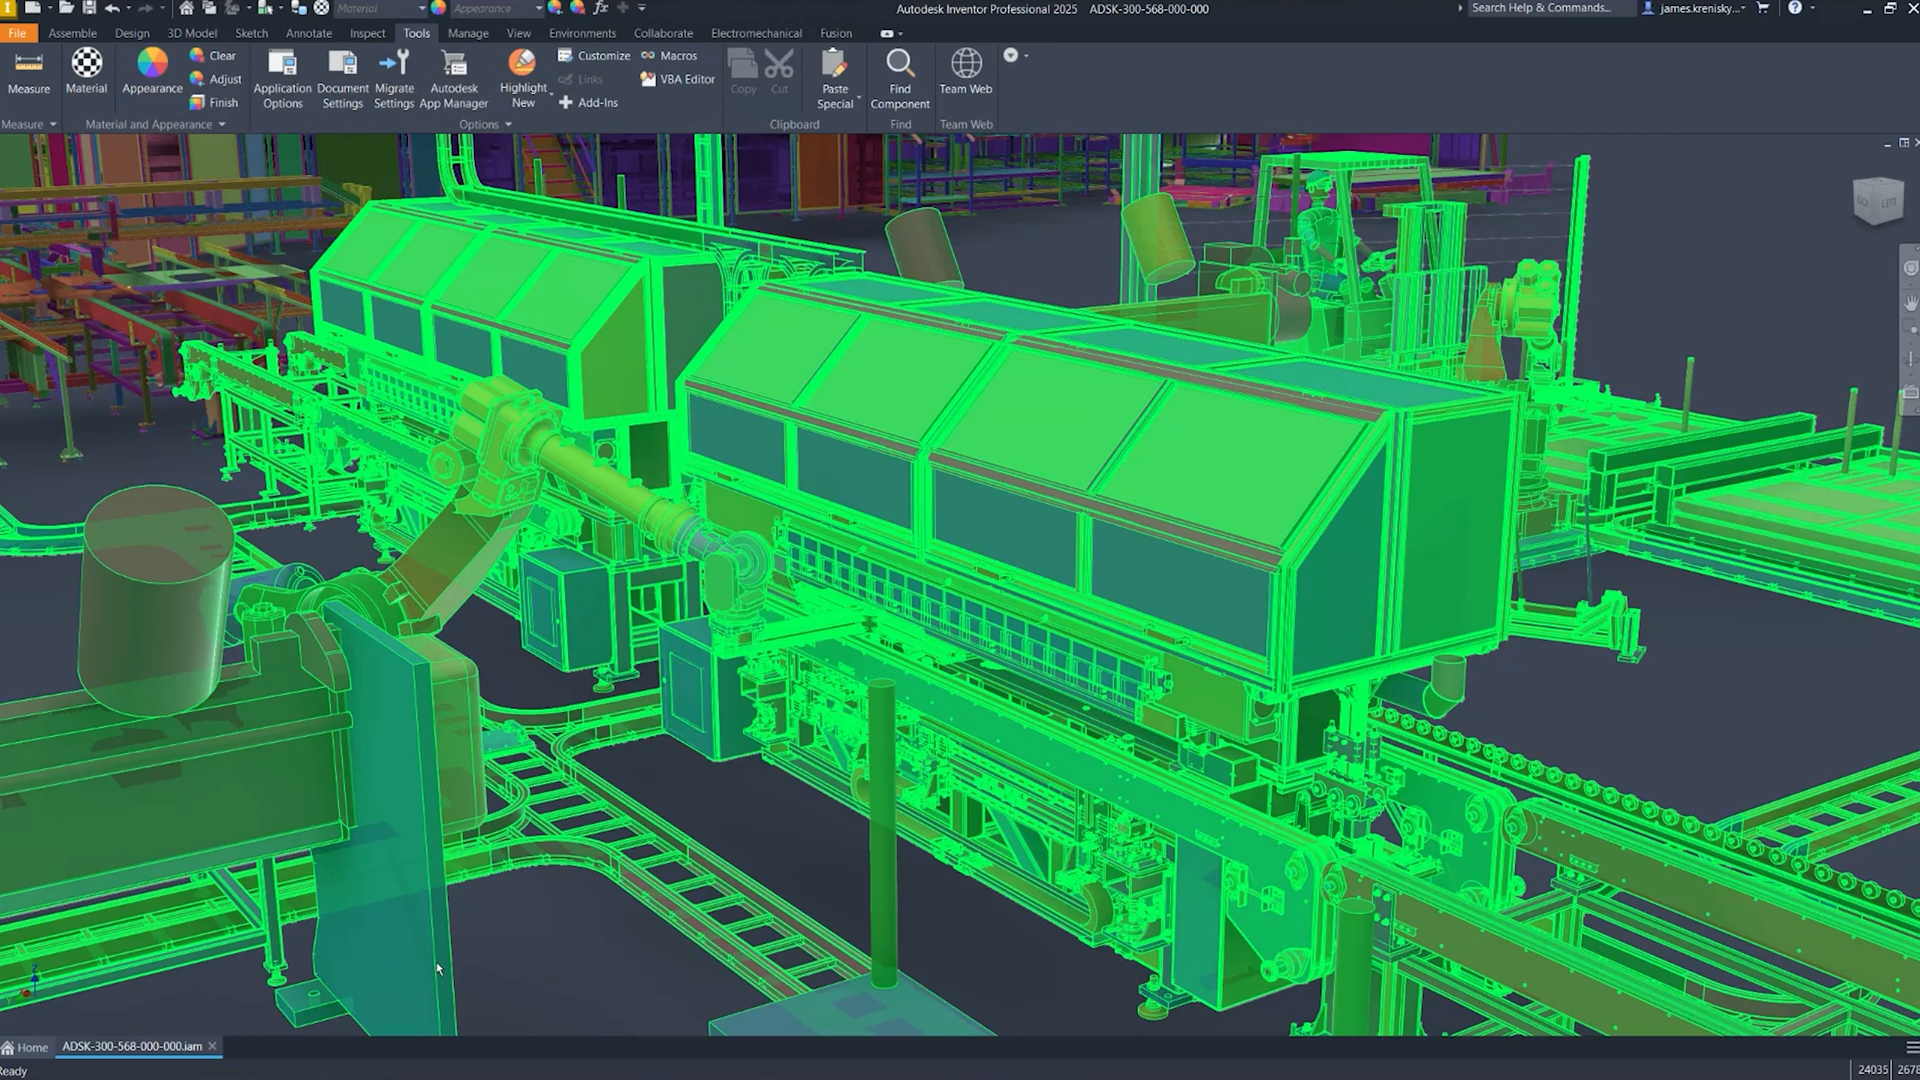 Material
Appearance
fx
Autodesk Inventor Professional 2025 ADSK-300-568-000-000
Search Help & Commands...
james.krenisky...
File Assembly Design 3D Model Sketch Annotate Inspect Tools Manage View Environments Collaborate Electromechanical Fusion
Measure
Material
Appearance
Clear
Adjust
Finish
Application Options
Document Settings
Migrate Settings
Autodesk App Manager
Highlight New
Customize
Links
Add-Ins
Macros
VBA Editor
Copy
Cut
Paste Special
Find Component
Team Web
Measure
Material and Appearance
Options
Clipboard
Find
Team Web
LEFT
Z
Home
ADSK-300-568-000-000.iam
Ready
24035
2678